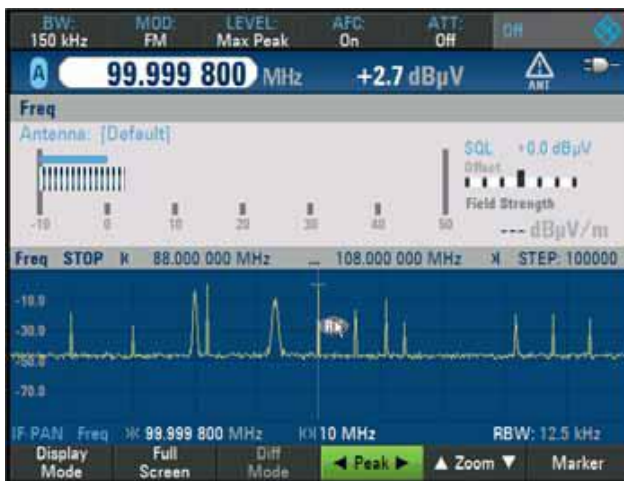 BW: MOD: LEVEL: AFC: ATT: Off
150 kHz FM Max Peak On Off
A 99.999 800 MHz +2.7 dBµV ANT
Freq
Antenna: [Default]
SQL +0.0 dBµV
Offset
Field Strength
-10 0 10 20 30 40 50
--- dBµV/m
Freq STOP 88.000 000 MHz ... 108.000 000 MHz STEP: 100000
-10.0
-30.0
-50.0
-70.0
IF-PAN Freq 99.999 800 MHz 10 MHz RBW: 12.5 kHz
Display Mode Full Screen Diff Mode ◄ Peak ► ▲ Zoom ▼ Marker